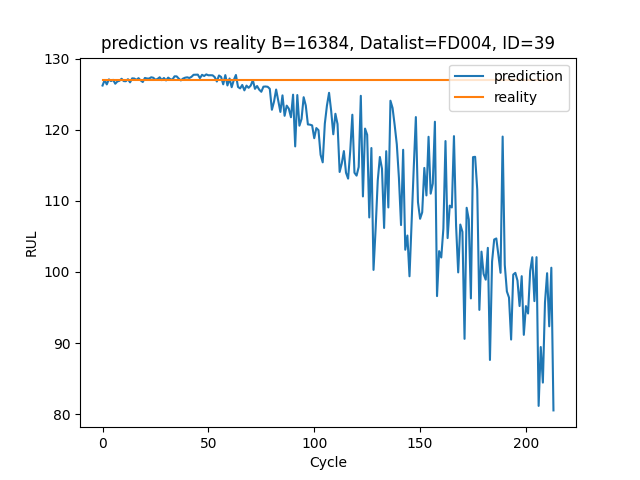 prediction vs reality B=16384, Datalist=FD004, ID=39
130
120
110
100
90
80
RUL
prediction
reality
0
50
100
150
200
Cycle